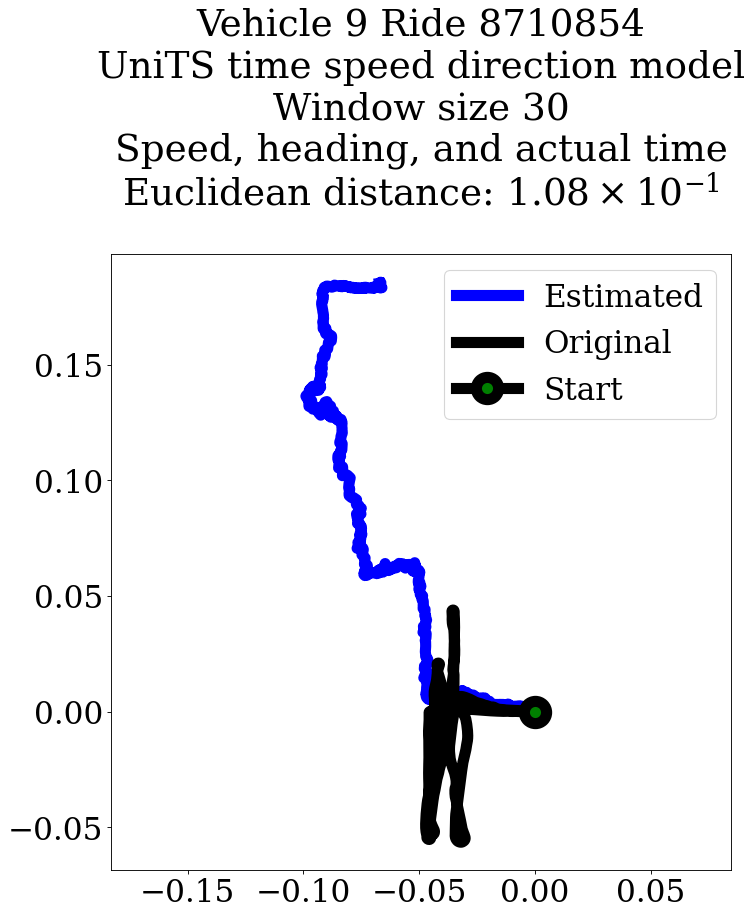 Vehicle 9 Ride 8710854
UniTS time speed direction model
Window size 30
Speed, heading, and actual time
Euclidean distance: 1.08 × 10⁻¹
Estimated
Original
Start
0.15
0.10
0.05
0.00
−0.05
−0.15 −0.10 −0.05 0.00 0.05